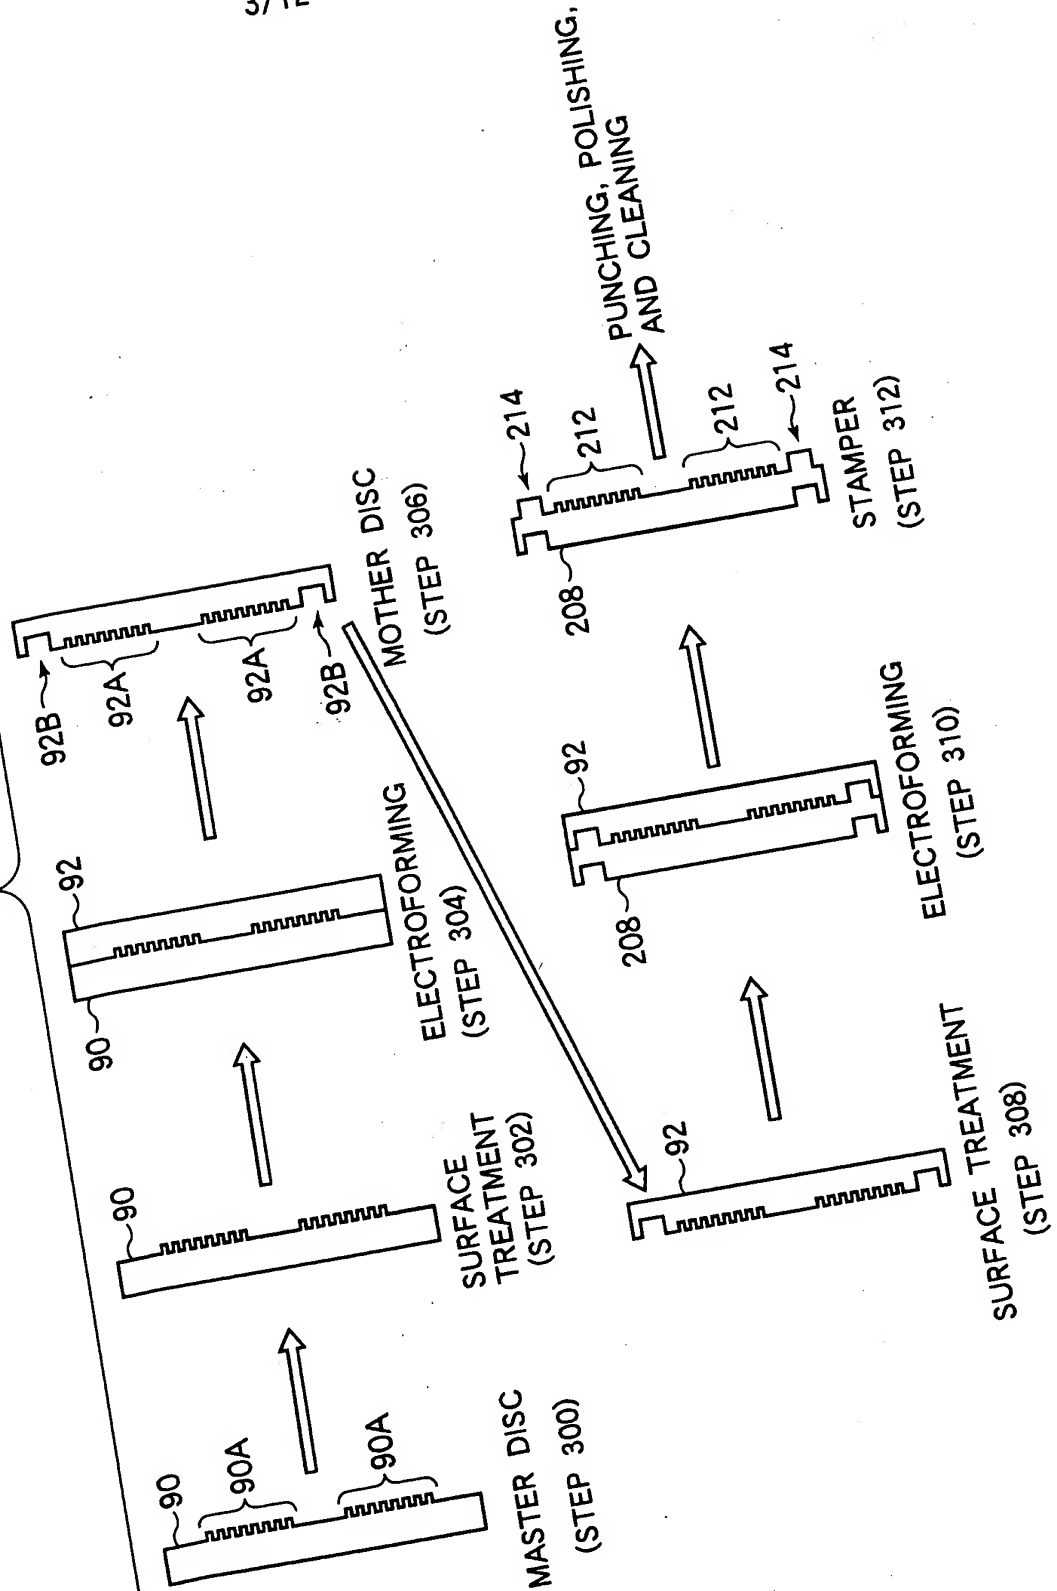 3/12
90
90A
90A
MASTER DISC
(STEP 300)
90
SURFACE
TREATMENT
(STEP 302)
90
92
ELECTROFORMING
(STEP 304)
92B
92A
92A
92B
MOTHER DISC
(STEP 306)
92
SURFACE TREATMENT
(STEP 308)
208
92
ELECTROFORMING
(STEP 310)
208
214
212
212
214
STAMPER
(STEP 312)
PUNCHING, POLISHING,
AND CLEANING